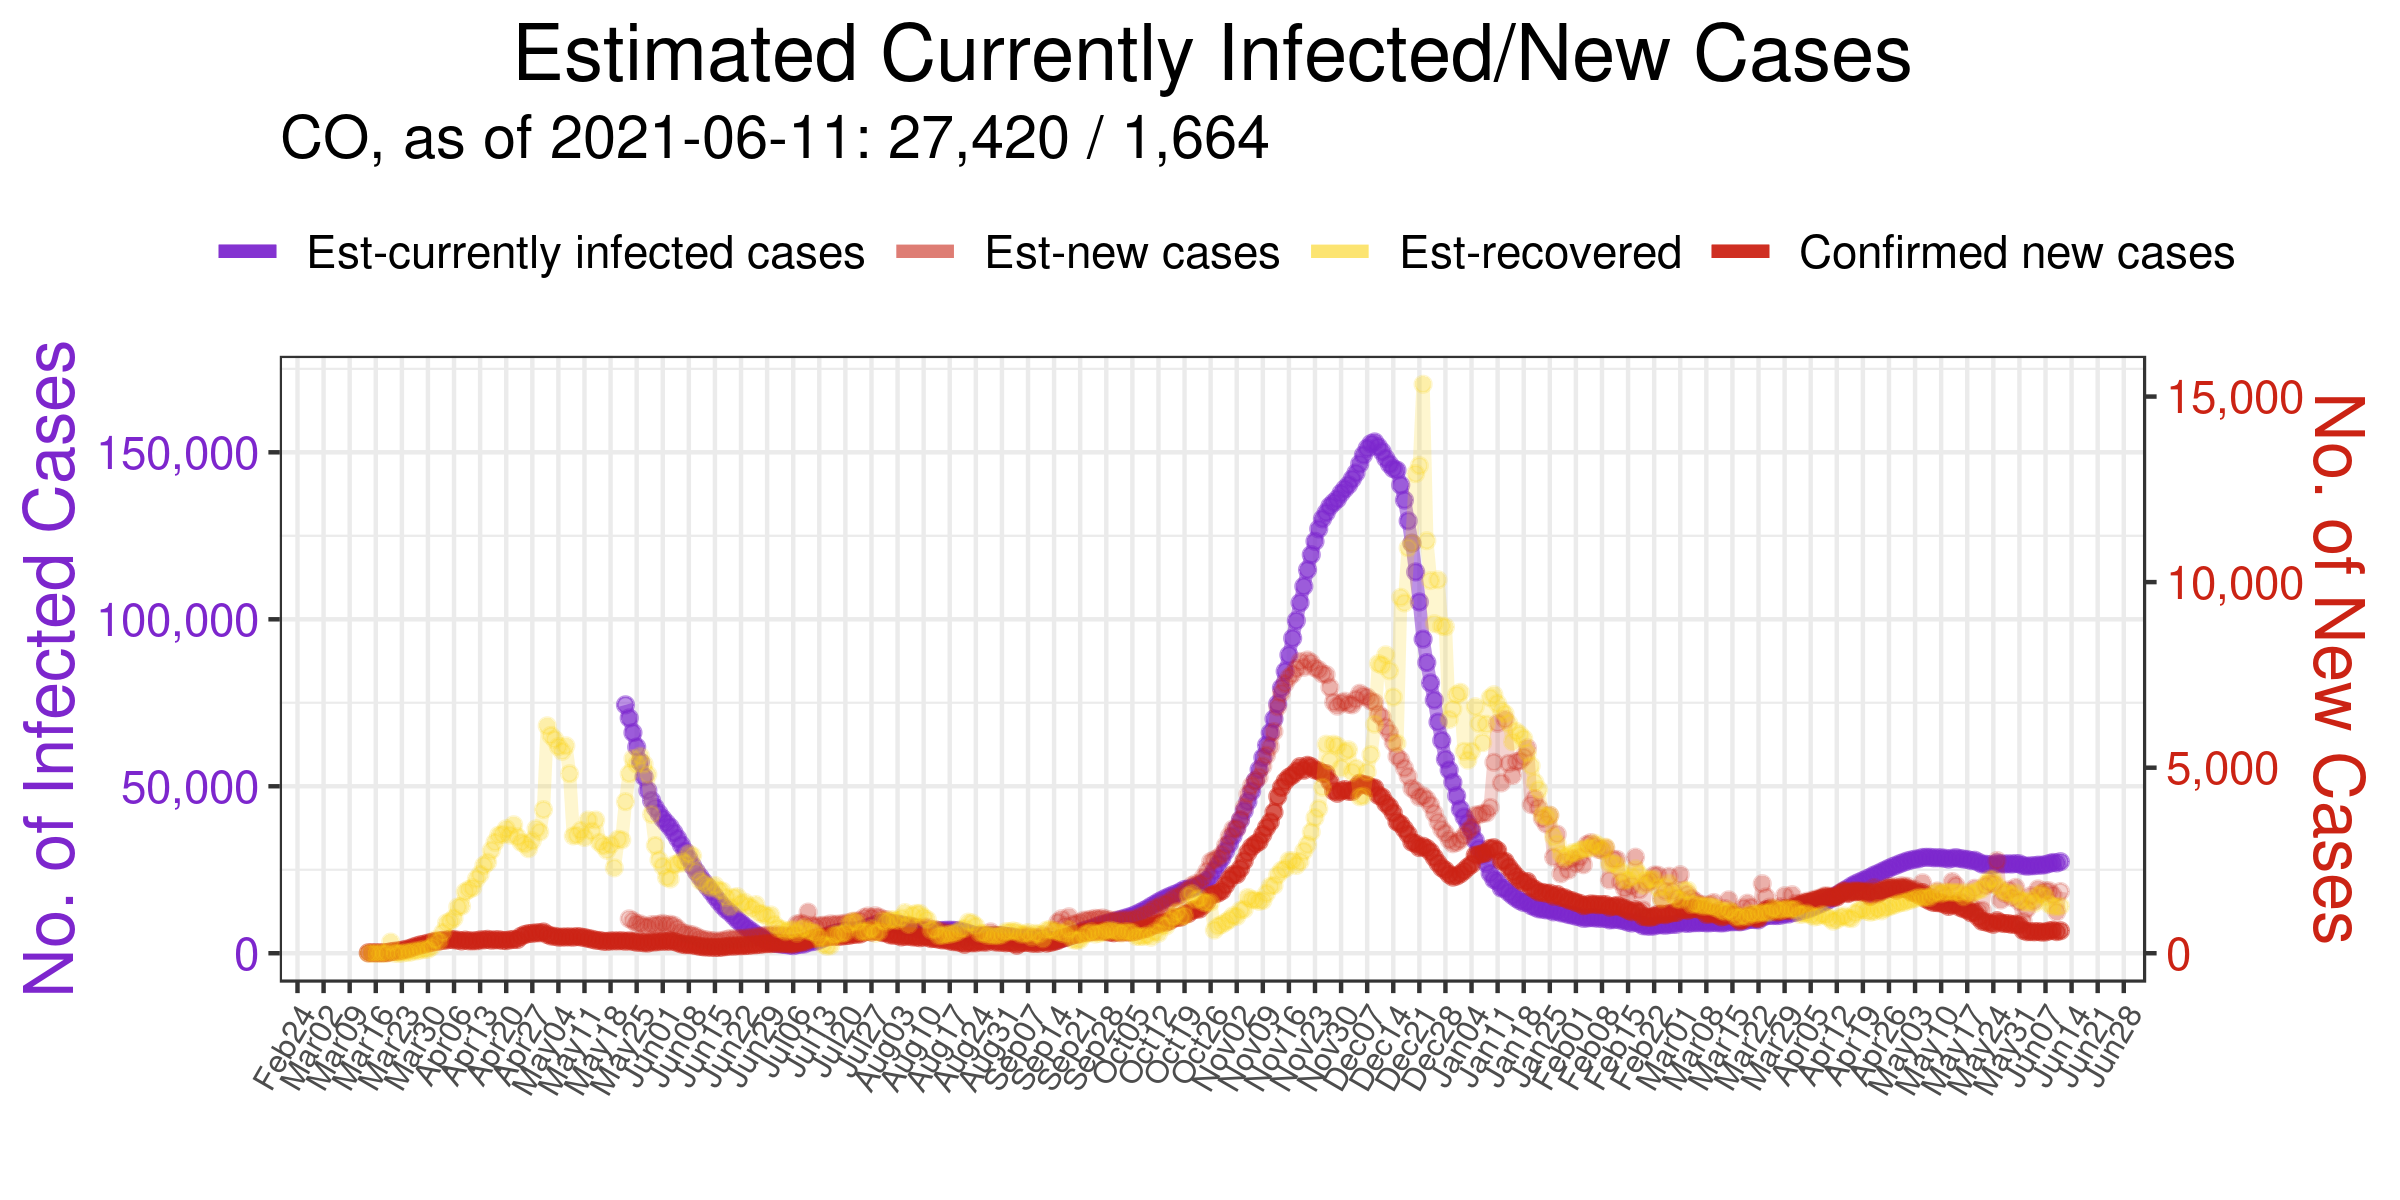 Estimated Currently Infected/New Cases
CO, as of 2021-06-11: 27,420 / 1,664
Est-currently infected cases Est-new cases Est-recovered Confirmed new cases
No. of Infected Cases
150,000
100,000
50,000
0
15,000
10,000
5,000
0
No. of New Cases
Feb24 Mar02 Mar09 Mar16 Mar23 Mar30 Apr06 Apr13 Apr20 Apr27 May04 May11 May18 May25 Jun01 Jun08 Jun15 Jun22 Jun29 Jul06 Jul13 Jul20 Jul27 Aug03 Aug10 Aug17 Aug24 Aug31 Sep07 Sep14 Sep21 Sep28 Oct05 Oct12 Oct19 Oct26 Nov02 Nov09 Nov16 Nov23 Nov30 Dec07 Dec14 Dec21 Dec28 Jan04 Jan11 Jan18 Jan25 Feb01 Feb08 Feb15 Feb22 Mar01 Mar08 Mar15 Mar22 Mar29 Apr05 Apr12 Apr19 Apr26 May03 May10 May17 May24 May31 Jun07 Jun14 Jun21 Jun28